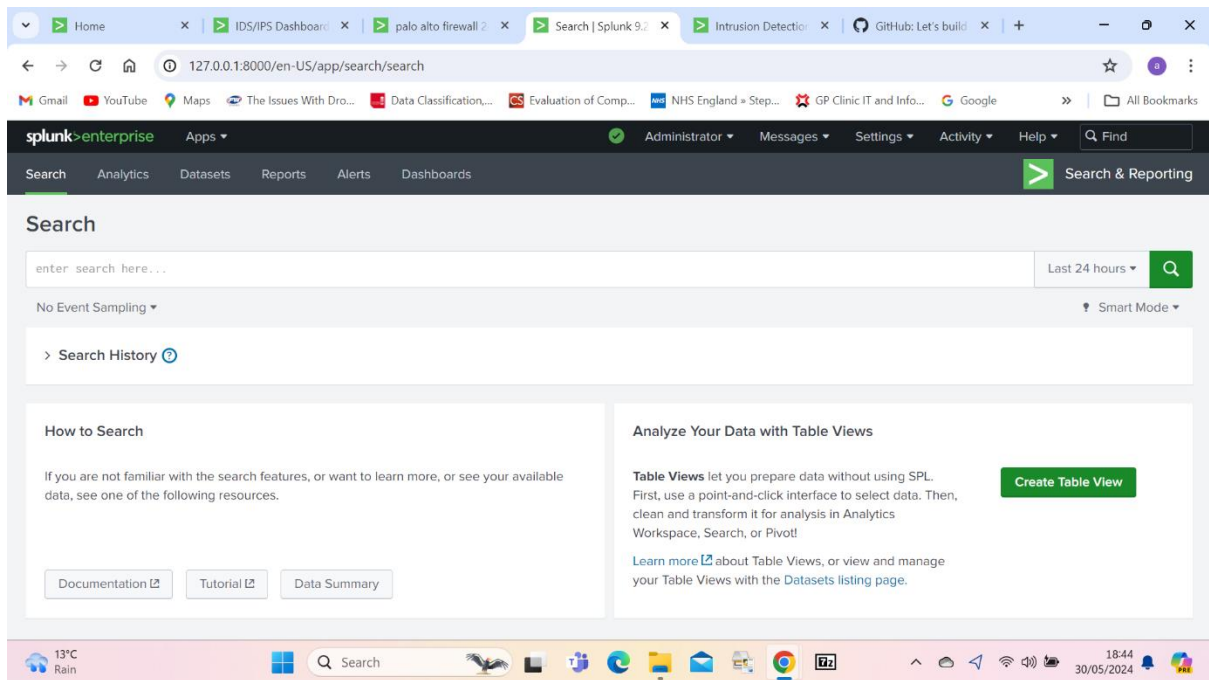 Home
IDS/IPS Dashboard
palo alto firewall 2
Search | Splunk 9.2
Intrusion Detection
GitHub: Let's build
127.0.0.1:8000/en-US/app/search/search
a
Gmail YouTube Maps The Issues With Dro... Data Classification,... CS Evaluation of Comp... NHS NHS England » Step... GP Clinic IT and Info... Google » All Bookmarks
splunk>enterprise Apps Administrator Messages Settings Activity Help Find
Search Analytics Datasets Reports Alerts Dashboards Search & Reporting
Search
enter search here... Last 24 hours
No Event Sampling Smart Mode
> Search History ?
How to Search
If you are not familiar with the search features, or want to learn more, or see your available
data, see one of the following resources.
Documentation Tutorial Data Summary
Analyze Your Data with Table Views
Table Views let you prepare data without using SPL.
First, use a point-and-click interface to select data. Then,
clean and transform it for analysis in Analytics
Workspace, Search, or Pivot!
Learn more about Table Views, or view and manage
your Table Views with the Datasets listing page.
Create Table View
13°C
Rain
Search
7z
18:44
30/05/2024
PRE